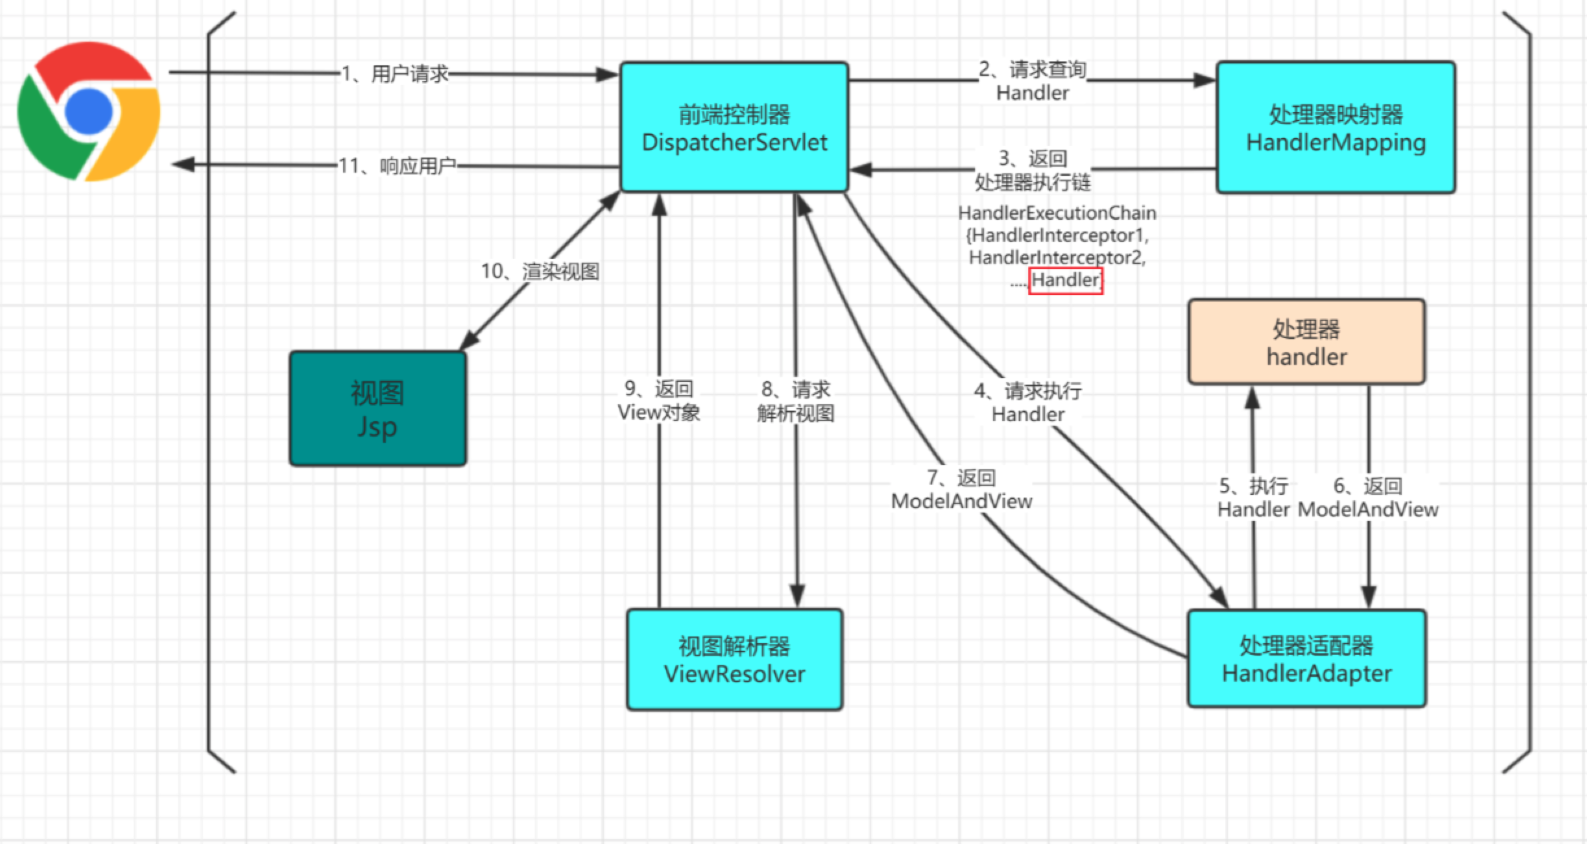 1、用户请求
11、响应用户
前端控制器
DispatcherServlet
2、请求查询
Handler
3、返回
处理器执行链
HandlerExecutionChain
{HandlerInterceptor1,
HandlerInterceptor2,
....,Handler}
处理器映射器
HandlerMapping
10、渲染视图
视图
Jsp
9、返回
View对象
8、请求
解析视图
4、请求执行
Handler
7、返回
ModelAndView
处理器
handler
5、执行
Handler
6、返回
ModelAndView
视图解析器
ViewResolver
处理器适配器
HandlerAdapter